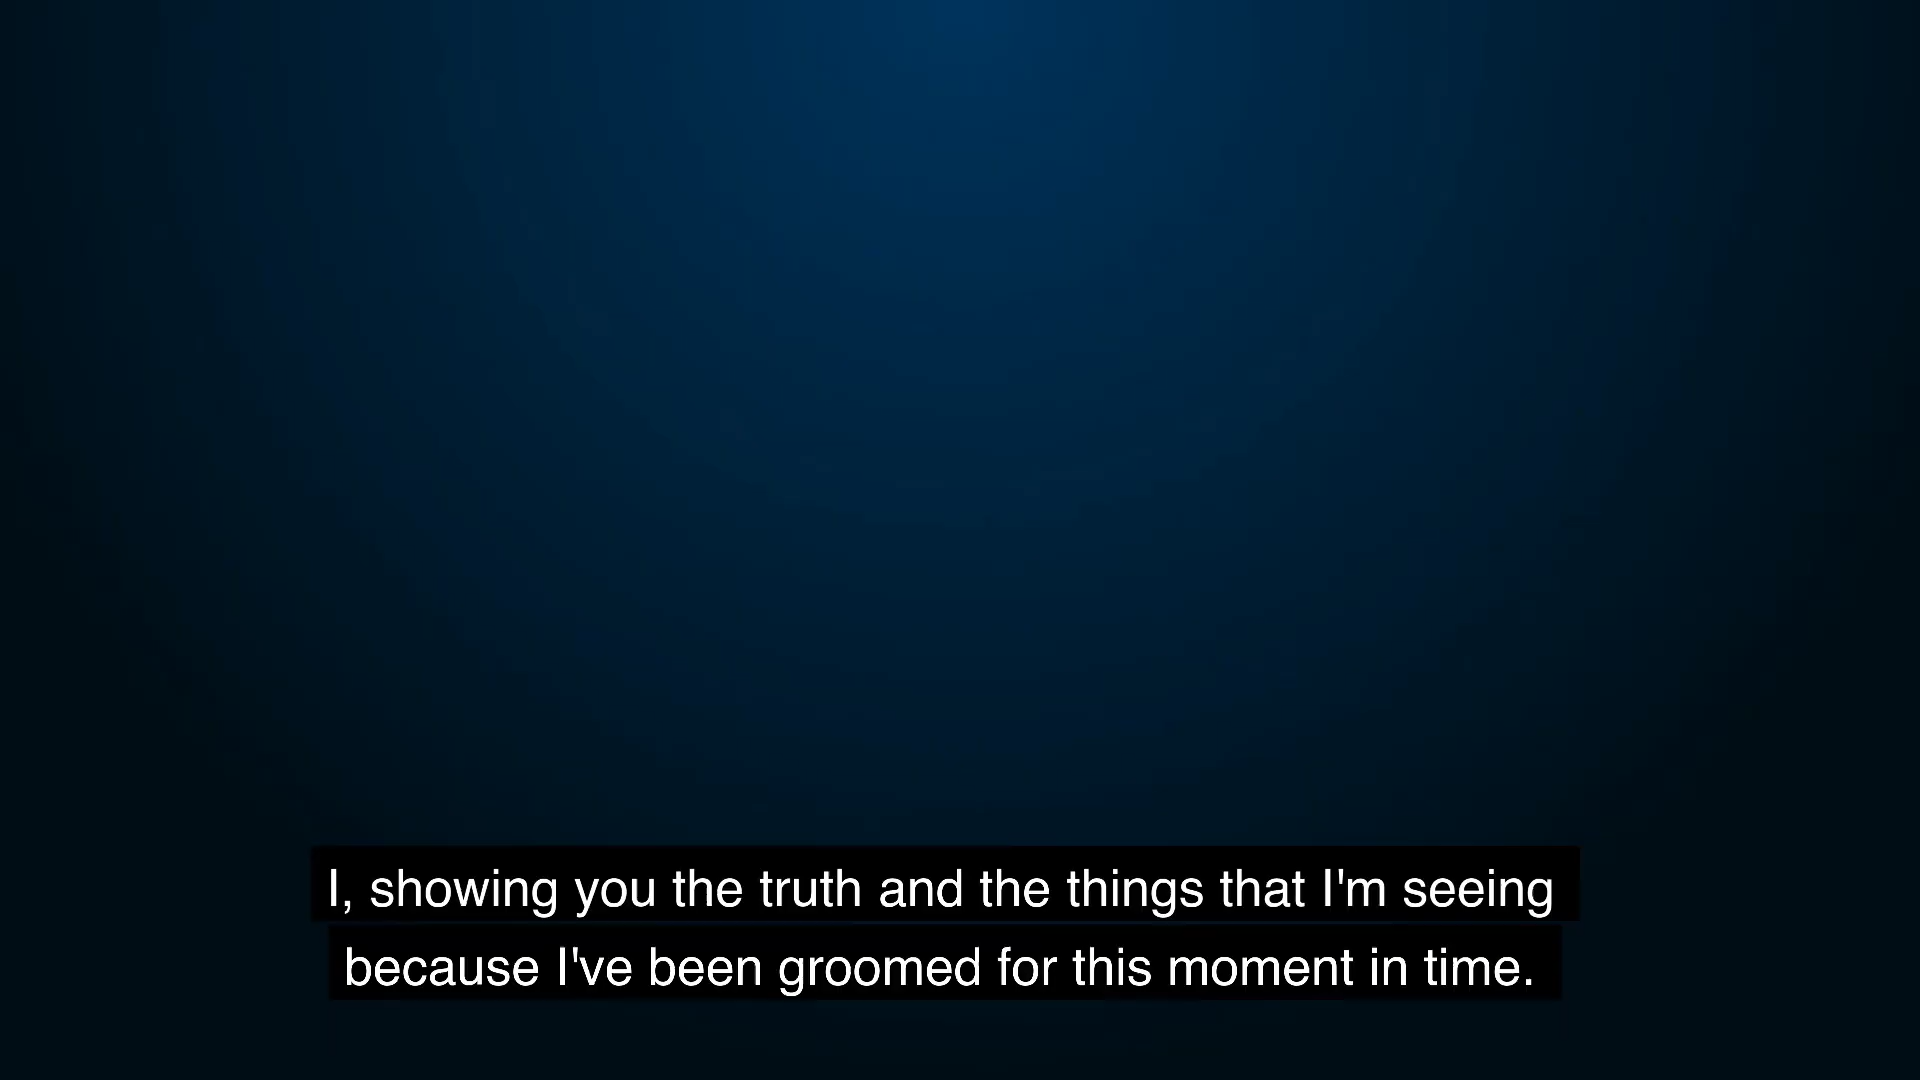 I, showing you the truth and the things that I'm seeing
because I've been groomed for this moment in time.